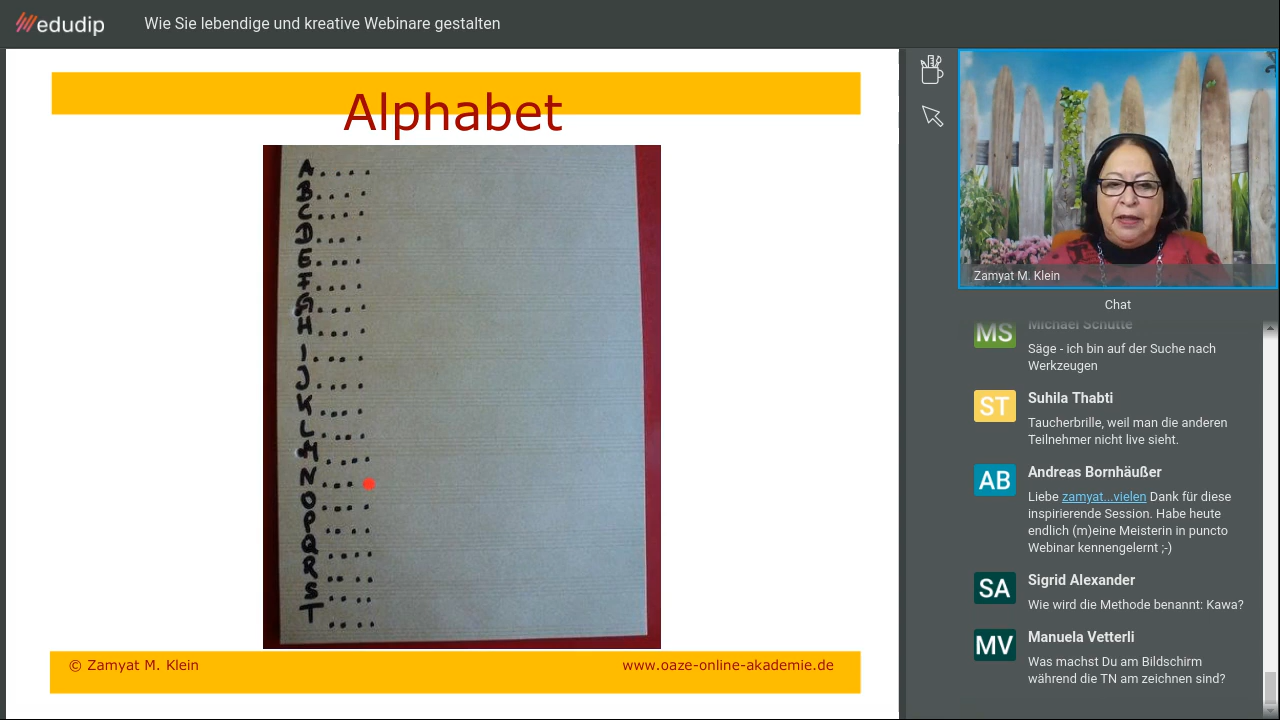 edudip
Wie Sie lebendige und kreative Webinare gestalten
Alphabet
A....
B....
C....
D....
E....
F....
G....
H....
I....
J....
K....
L....
M....
N....
O....
P....
Q....
R....
S....
T....
© Zamyat M. Klein
www.oaze-online-akademie.de
Zamyat M. Klein
Chat
MS
Michael Schütte
Säge - ich bin auf der Suche nach
Werkzeugen
ST
Suhila Thabti
Taucherbrille, weil man die anderen
Teilnehmer nicht live sieht.
AB
Andreas Bornhäußer
Liebe zamyat...vielen Dank für diese
inspirierende Session. Habe heute
endlich (m)eine Meisterin in puncto
Webinar kennengelernt ;-)
SA
Sigrid Alexander
Wie wird die Methode benannt: Kawa?
MV
Manuela Vetterli
Was machst Du am Bildschirm
während die TN am zeichnen sind?